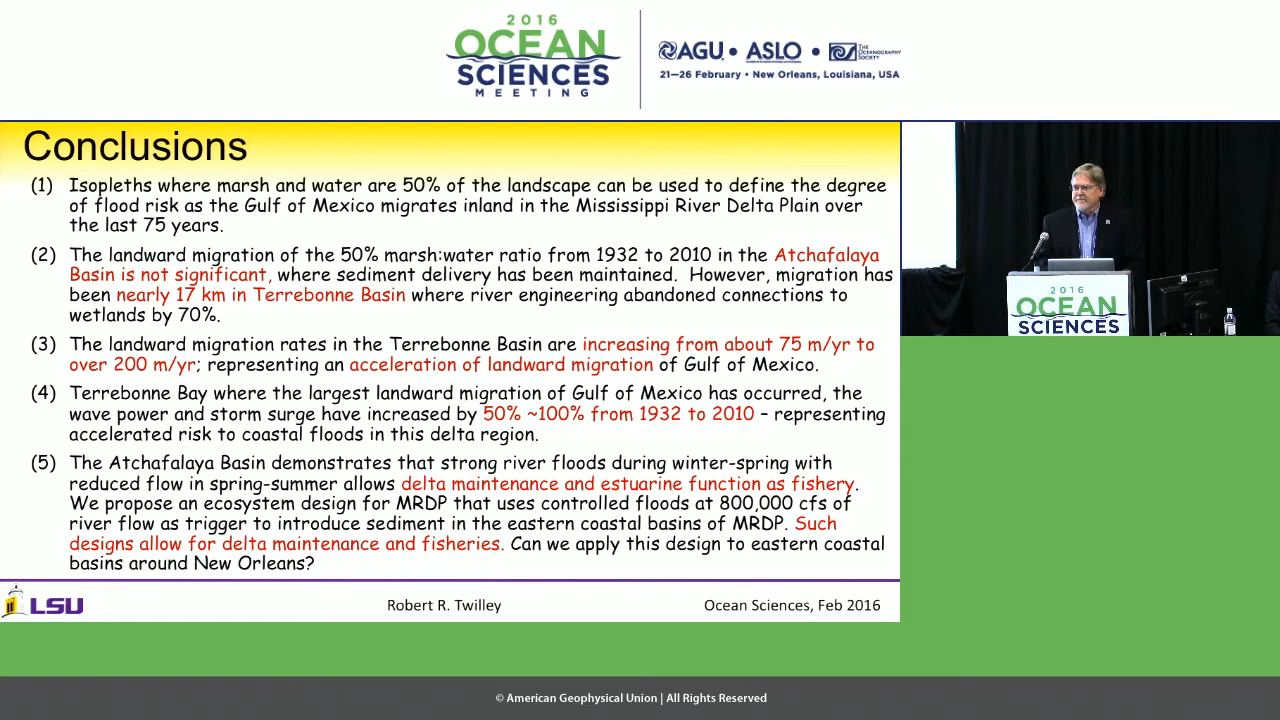 2016
OCEAN
SCIENCES
MEETING
AGU • ASLO • THE OCEANOGRAPHY SOCIETY
21–26 February • New Orleans, Louisiana, USA
Conclusions
(1) Isopleths where marsh and water are 50% of the landscape can be used to define the degree
of flood risk as the Gulf of Mexico migrates inland in the Mississippi River Delta Plain over
the last 75 years.
(2) The landward migration of the 50% marsh:water ratio from 1932 to 2010 in the Atchafalaya
Basin is not significant, where sediment delivery has been maintained. However, migration has
been nearly 17 km in Terrebonne Basin where river engineering abandoned connections to
wetlands by 70%.
(3) The landward migration rates in the Terrebonne Basin are increasing from about 75 m/yr to
over 200 m/yr; representing an acceleration of landward migration of Gulf of Mexico.
(4) Terrebonne Bay where the largest landward migration of Gulf of Mexico has occurred, the
wave power and storm surge have increased by 50% ~100% from 1932 to 2010 – representing
accelerated risk to coastal floods in this delta region.
(5) The Atchafalaya Basin demonstrates that strong river floods during winter-spring with
reduced flow in spring-summer allows delta maintenance and estuarine function as fishery.
We propose an ecosystem design for MRDP that uses controlled floods at 800,000 cfs of
river flow as trigger to introduce sediment in the eastern coastal basins of MRDP. Such
designs allow for delta maintenance and fisheries. Can we apply this design to eastern coastal
basins around New Orleans?
LSU
Robert R. Twilley
Ocean Sciences, Feb 2016
2016
OCEAN
SCIENCES
© American Geophysical Union | All Rights Reserved